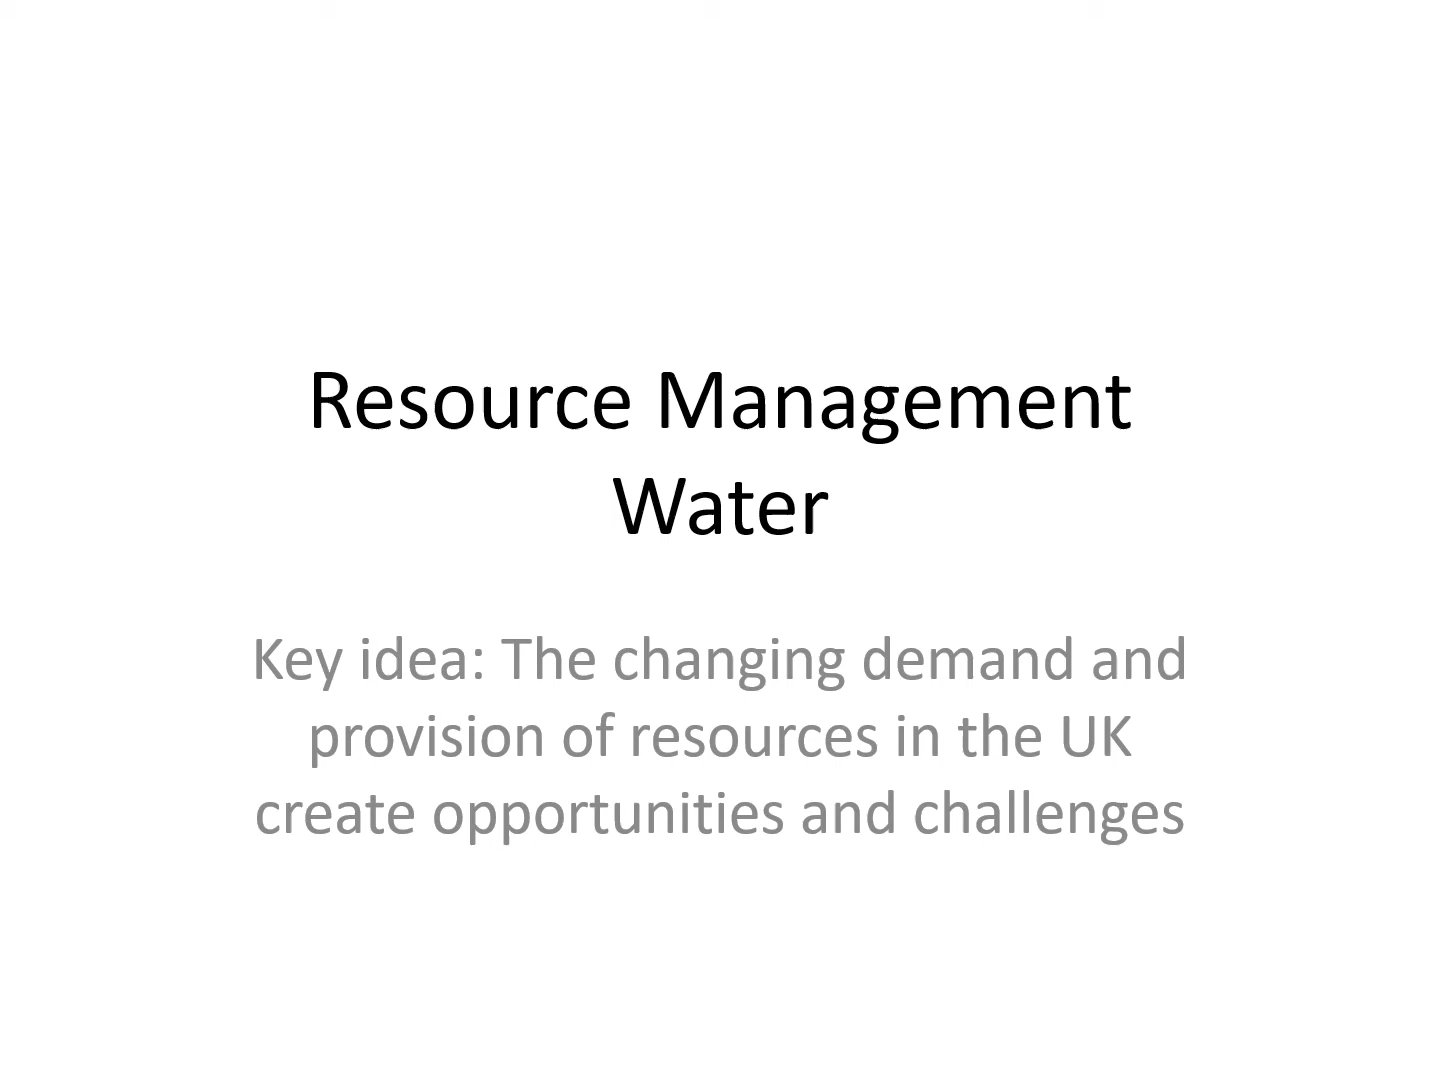 Resource Management
Water
Key idea: The changing demand and
provision of resources in the UK
create opportunities and challenges